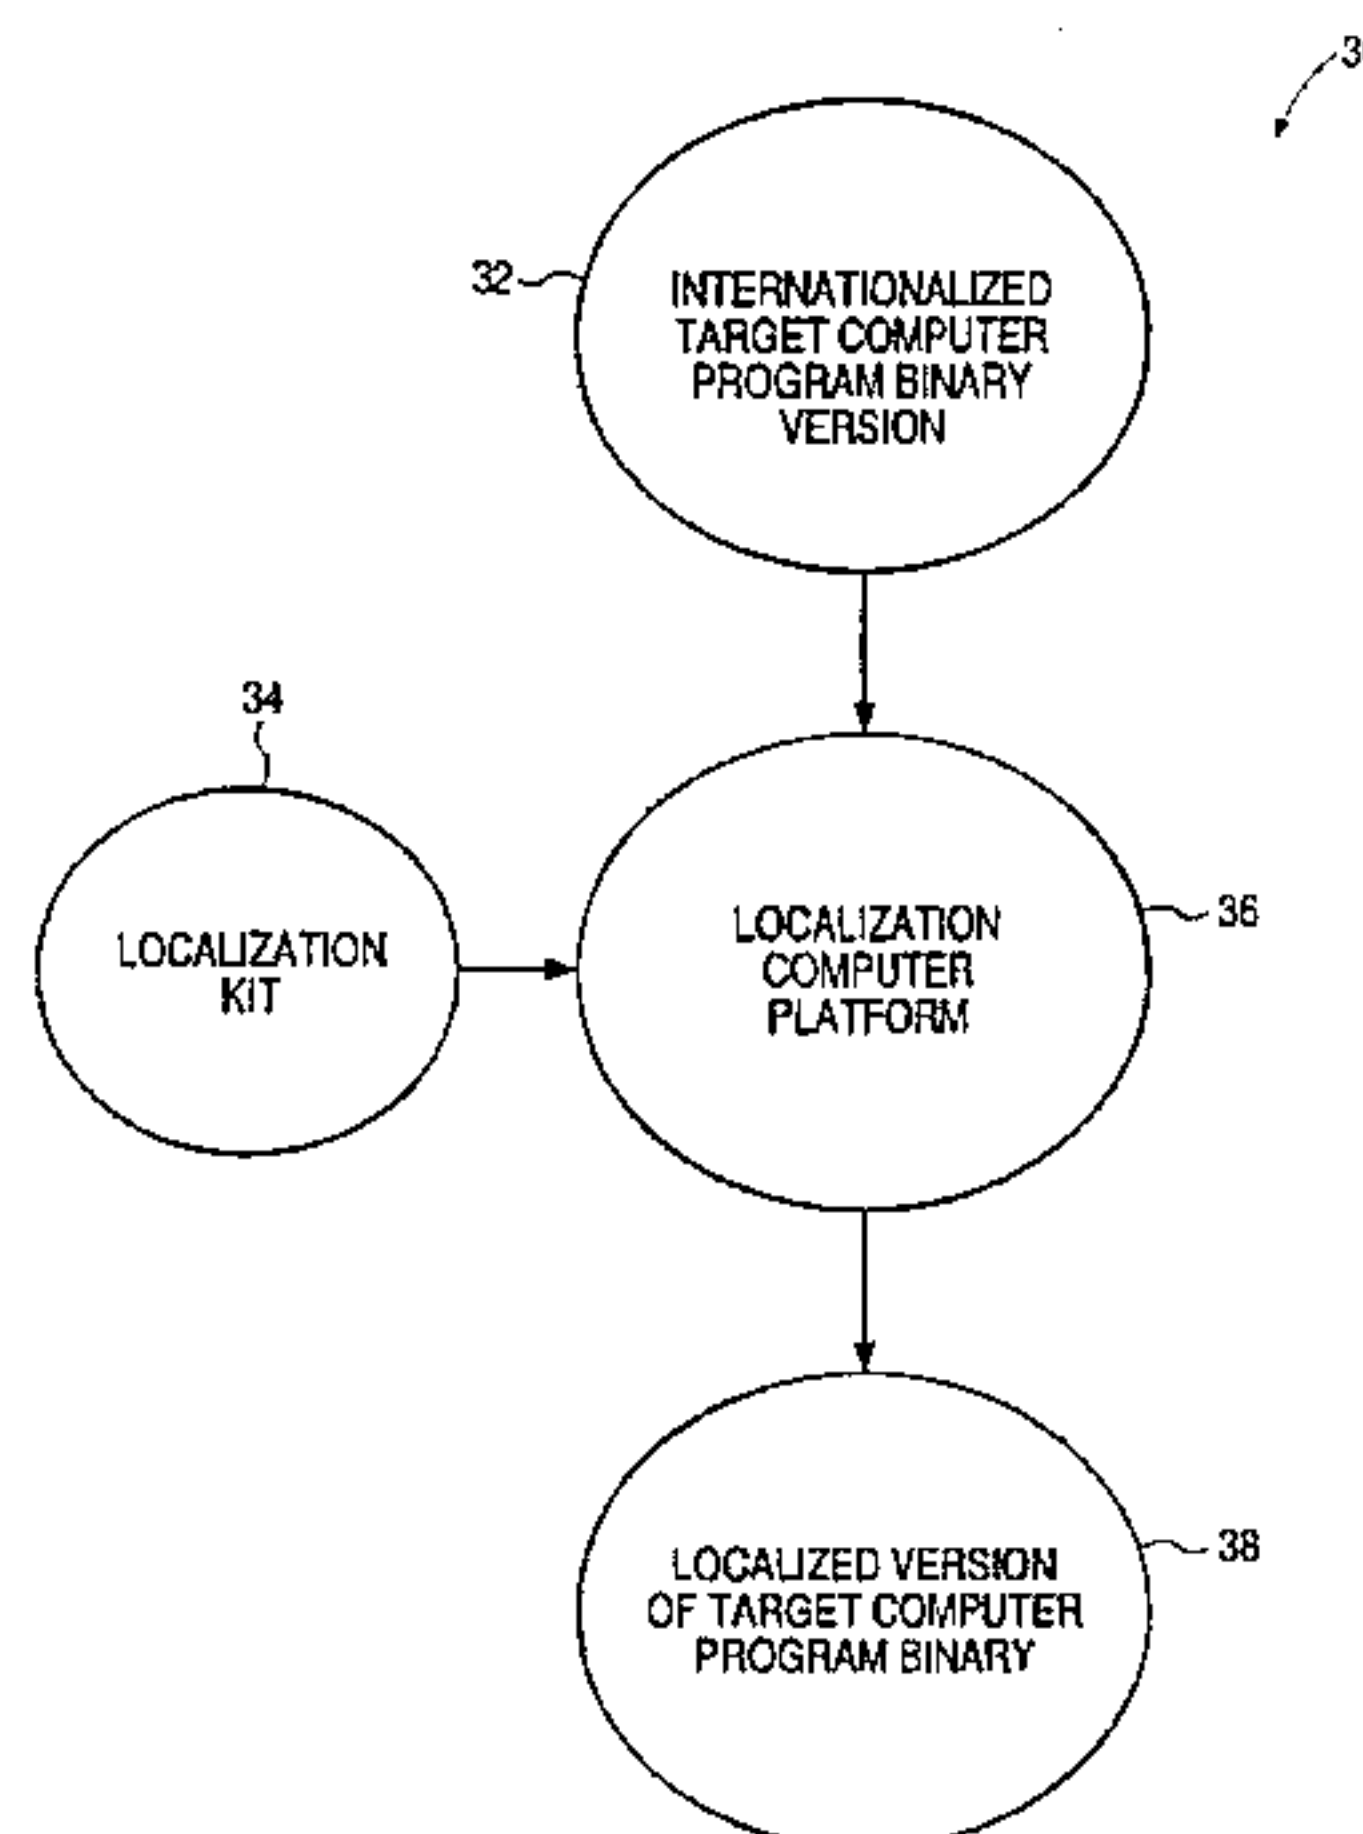 3
32
INTERNATIONALIZED
TARGET COMPUTER
PROGRAM BINARY
VERSION
34
LOCALIZATION
KIT
LOCALIZATION
COMPUTER
PLATFORM
36
LOCALIZED VERSION
OF TARGET COMPUTER
PROGRAM BINARY
38